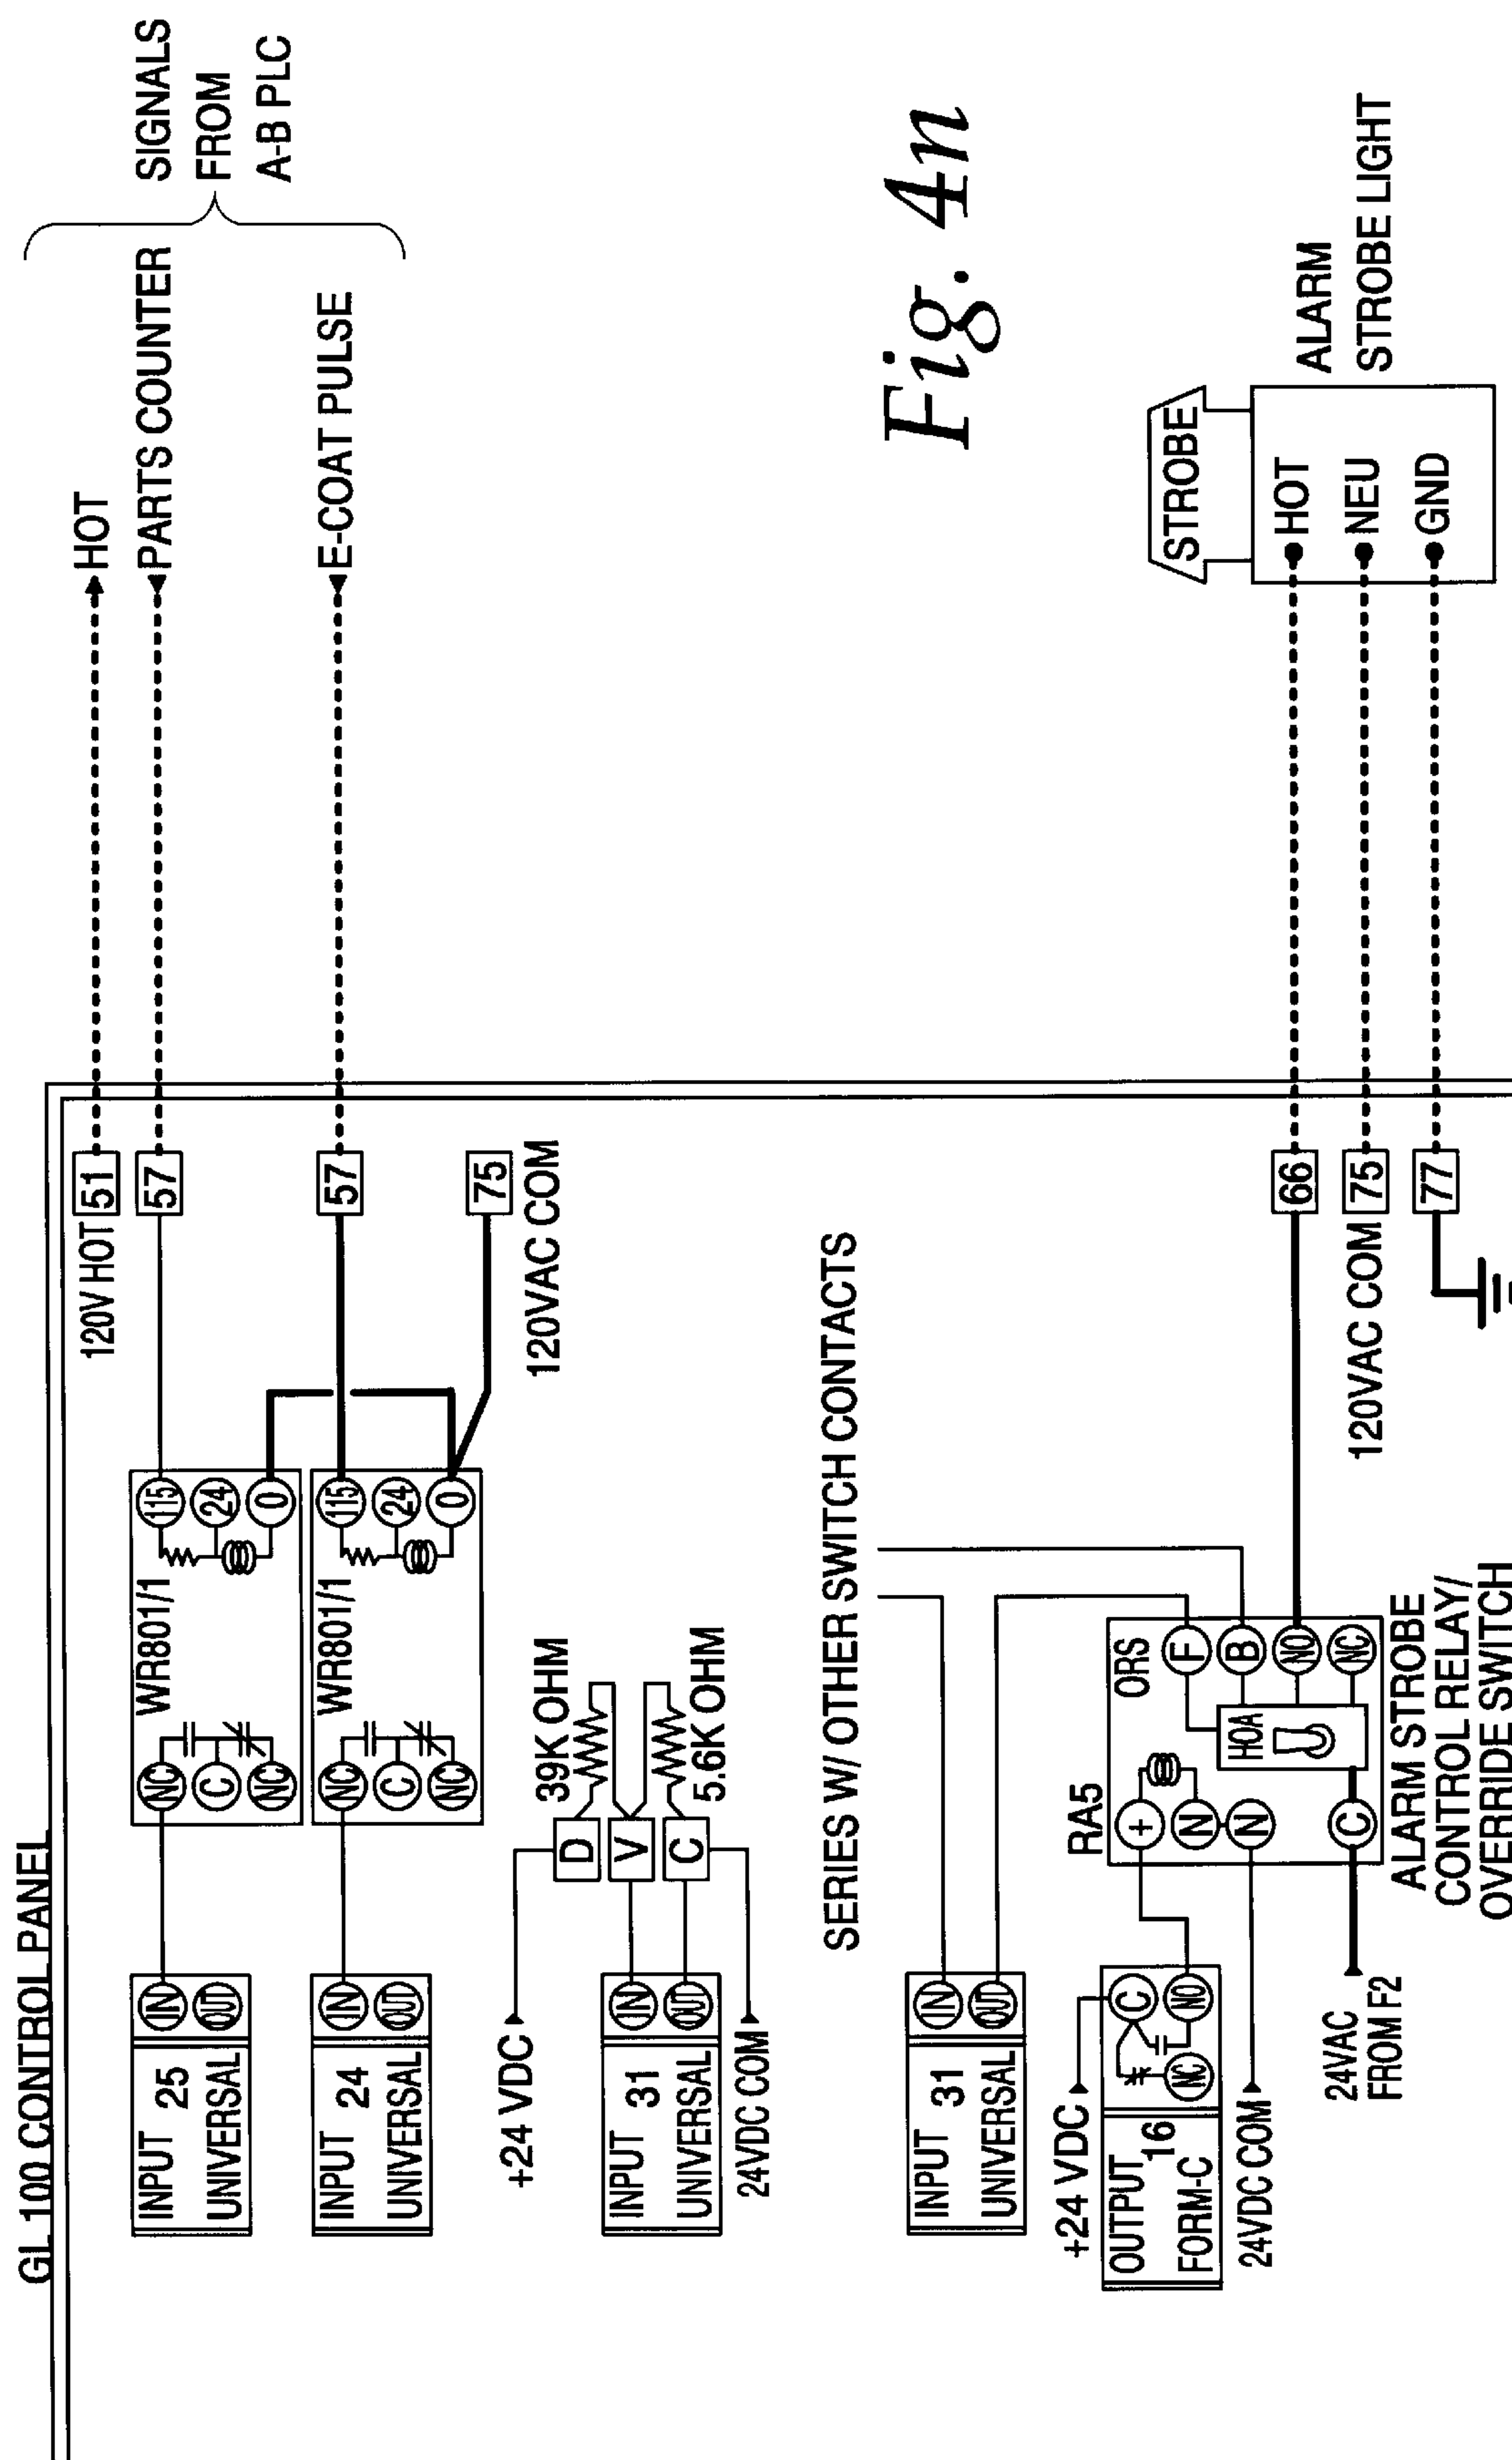 GL 100 CONTROL PANEL
120V HOT
51
HOT
INPUT
25
UNIVERSAL
IN
OUT
NC
C
NC
WR801/1
115
24
0
57
PARTS COUNTER
SIGNALS
FROM
A-B PLC
INPUT
24
UNIVERSAL
IN
OUT
NC
C
NC
WR801/1
115
24
0
57
E-COAT PULSE
75
120VAC COM
+24 VDC
39K OHM
D
V
C
5.6K OHM
INPUT
31
UNIVERSAL
IN
OUT
24VDC COM
SERIES W/ OTHER SWITCH CONTACTS
Fig. 4n
INPUT
31
UNIVERSAL
IN
OUT
+24 VDC
OUTPUT
16
FORM-C
C
NO
NC
24VDC COM
RA5
+
N
N
C
ORS
HOA
F
B
NO
NC
24VAC
FROM F2
ALARM STROBE
CONTROL RELAY/
OVERRIDE SWITCH
66
120VAC COM
75
77
STROBE
HOT
NEU
GND
ALARM
STROBE LIGHT